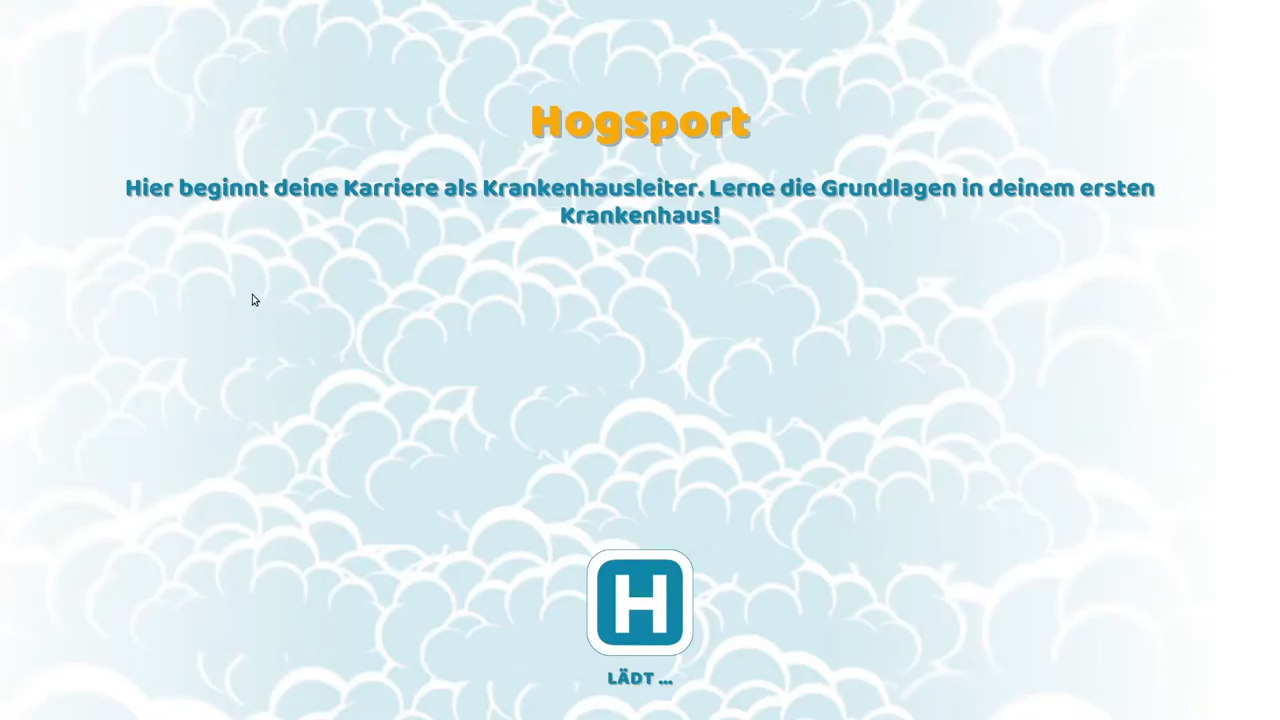 Hogsport
Hier beginnt deine Karriere als Krankenhausleiter. Lerne die Grundlagen in deinem ersten
Krankenhaus!
H
LÄDT ...